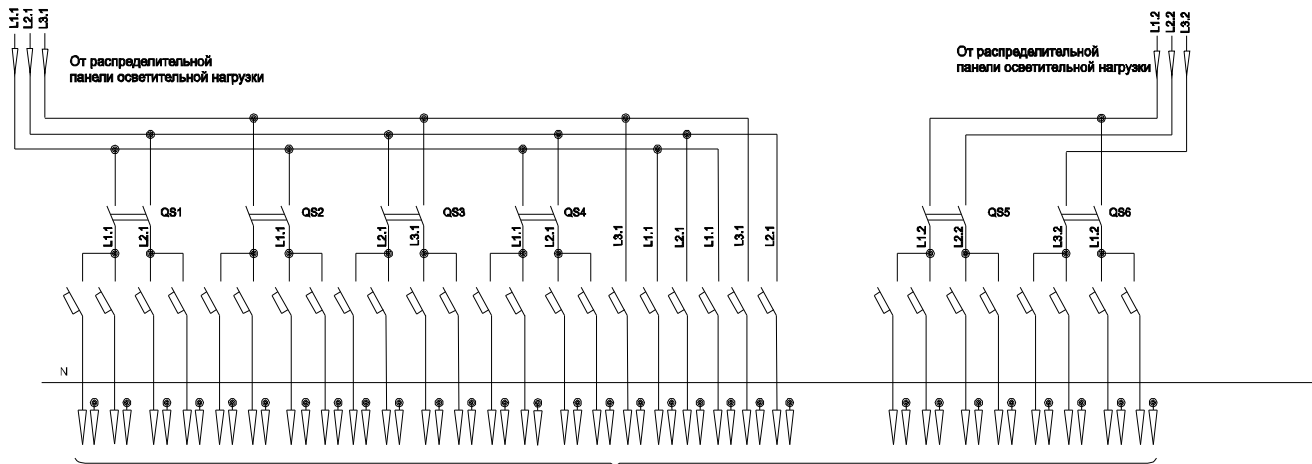 L1.1
L2.1
L3.1
От распределительной
панели осветительной нагрузки
От распределительной
панели осветительной нагрузки
L1.2
L2.2
L3.2
QS1
QS2
QS3
QS4
QS5
QS6
L1.1
L2.1
L1.1
L2.1
L3.1
L1.1
L2.1
L3.1
L1.1
L2.1
L1.1
L3.1
L2.1
L1.2
L2.2
L3.2
L1.2
N